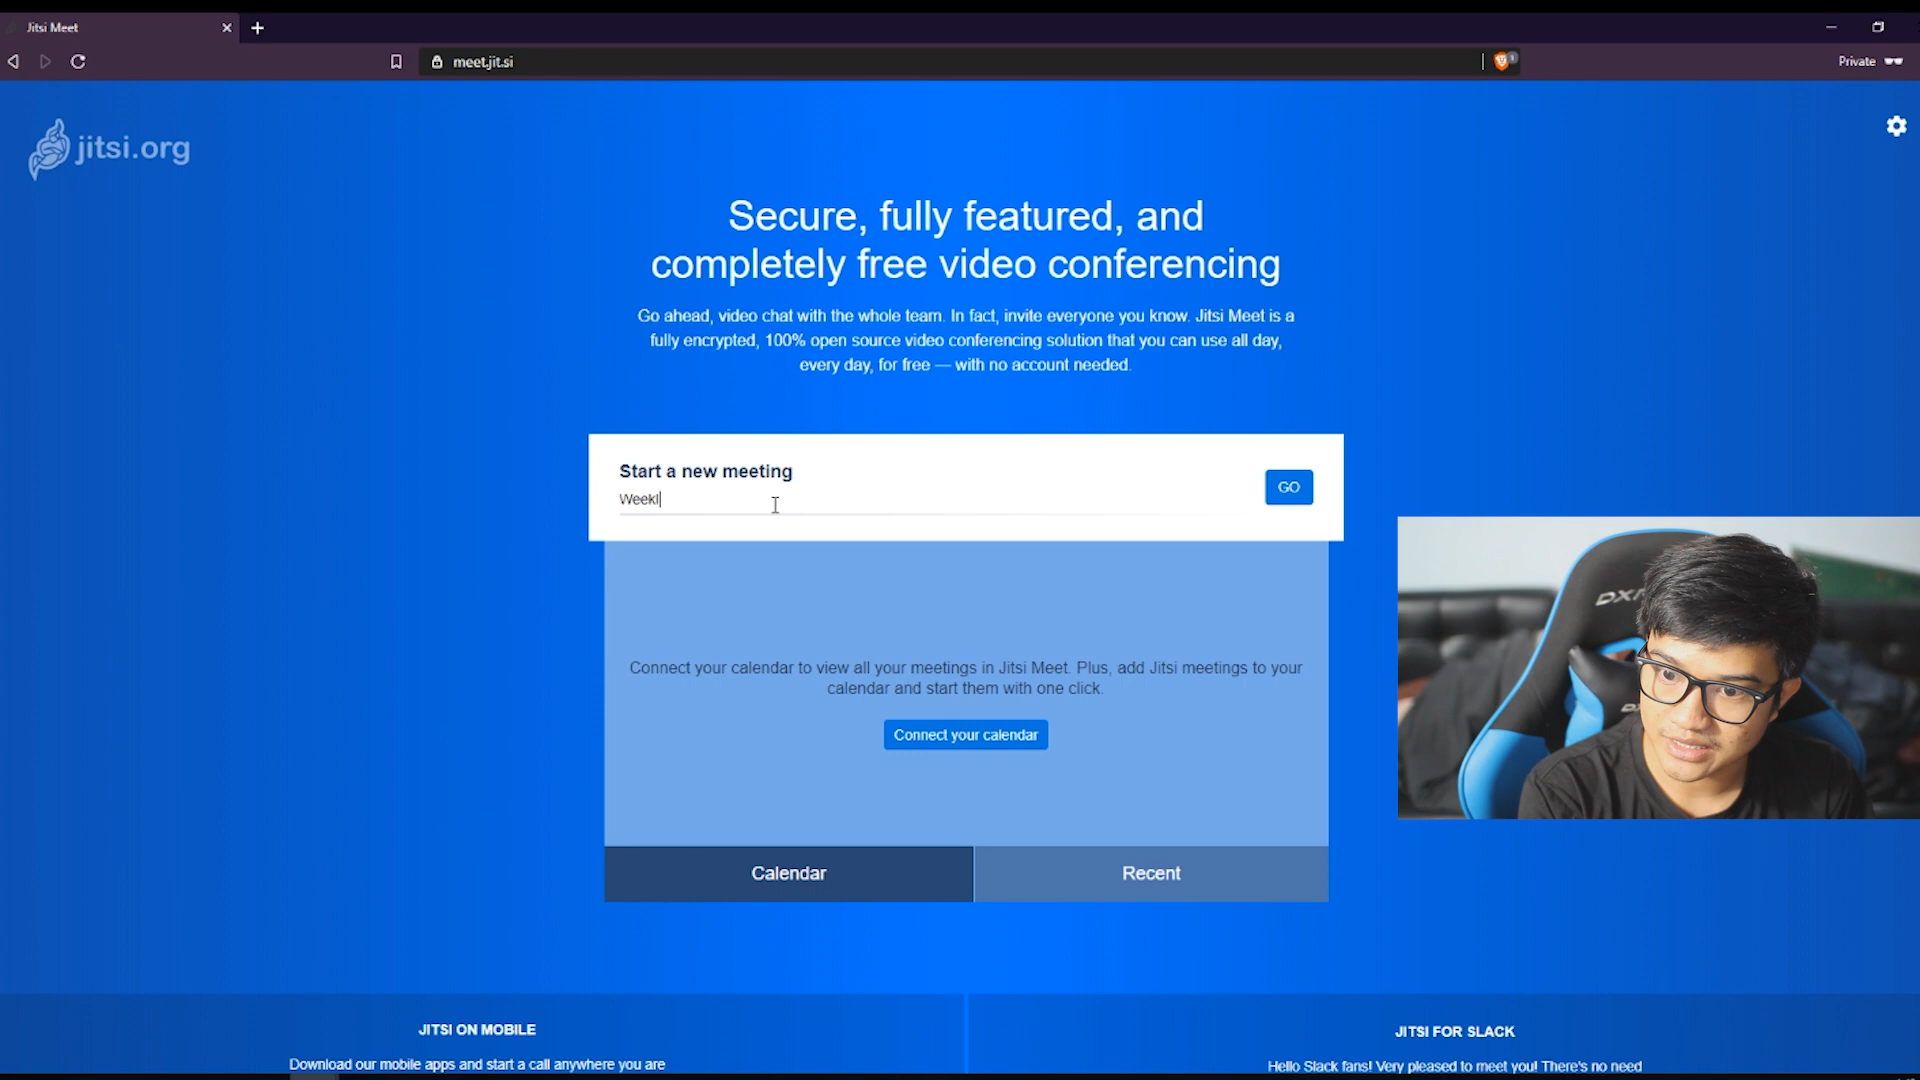 Jitsi Meet
meet.jit.si
1
Private
jitsi.org
Secure, fully featured, and
completely free video conferencing
Go ahead, video chat with the whole team. In fact, invite everyone you know. Jitsi Meet is a
fully encrypted, 100% open source video conferencing solution that you can use all day,
every day, for free — with no account needed.
Start a new meeting
Weekl
GO
Connect your calendar to view all your meetings in Jitsi Meet. Plus, add Jitsi meetings to your
calendar and start them with one click.
Connect your calendar
Calendar
Recent
JITSI ON MOBILE
Download our mobile apps and start a call anywhere you are
JITSI FOR SLACK
Hello Slack fans! Very pleased to meet you! There's no need